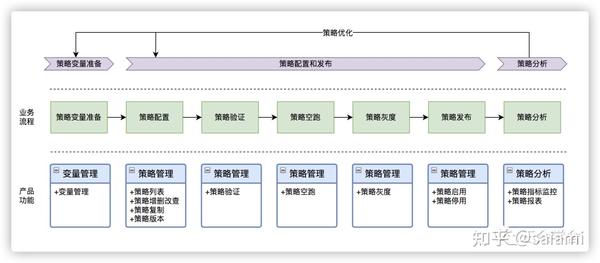 策略优化
策略变量准备
策略配置和发布
策略分析
业务
流程
策略变量准备
策略配置
策略验证
策略空跑
策略灰度
策略发布
策略分析
产品
功能
变量管理
+变量管理
策略管理
+策略列表
+策略增删改查
+策略复制
+策略版本
策略管理
+策略验证
策略管理
+策略空跑
策略管理
+策略灰度
策略管理
+策略启用
+策略停用
策略分析
+策略指标监控
+策略报表
知乎 @salami